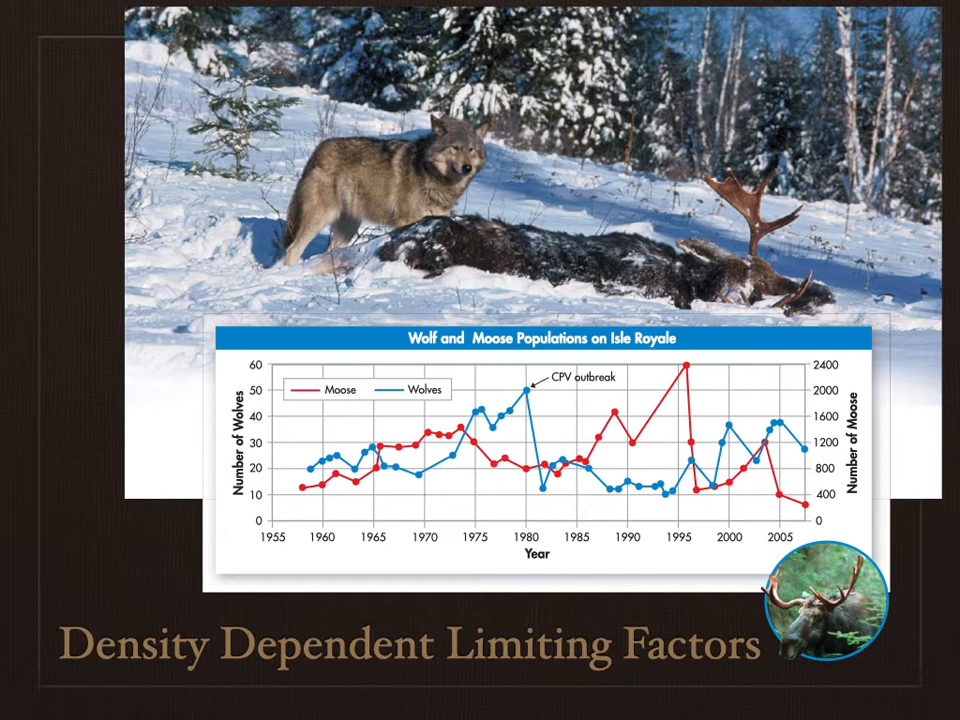 Wolf and Moose Populations on Isle Royale
Number of Wolves
60
50
40
30
20
10
0
Moose
Wolves
CPV outbreak
2400
2000
1600
1200
800
400
0
Number of Moose
1955 1960 1965 1970 1975 1980 1985 1990 1995 2000 2005
Year
Density Dependent Limiting Factors